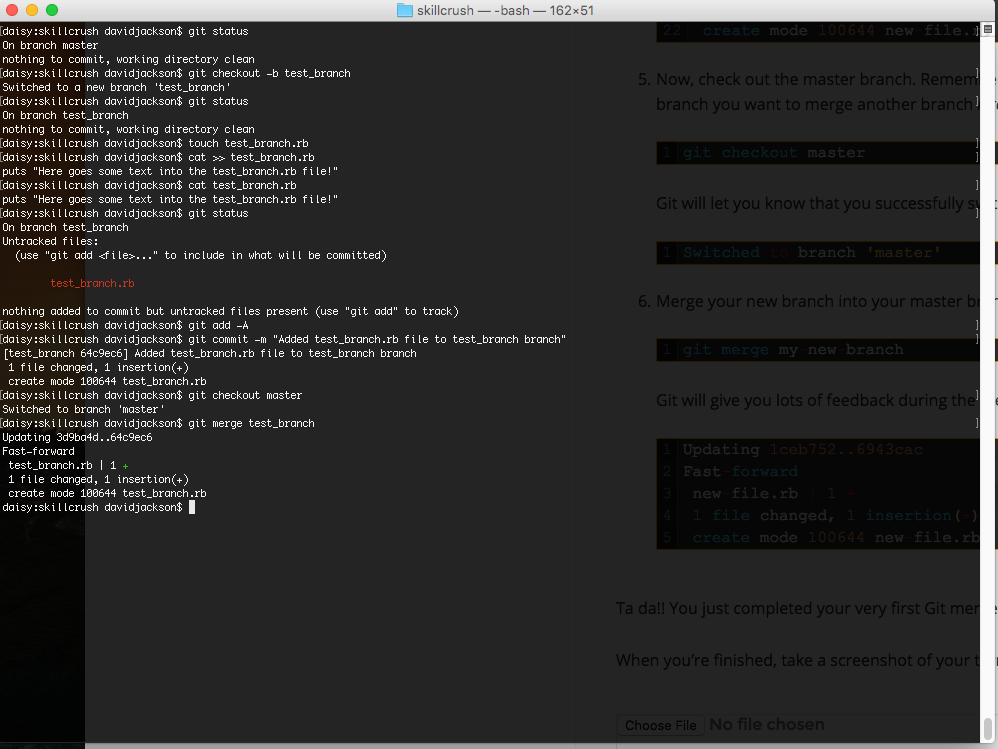 skillcrush — -bash — 162×51
[daisy:skillcrush davidjackson$ git status
On branch master
nothing to commit, working directory clean
[daisy:skillcrush davidjackson$ git checkout -b test_branch
Switched to a new branch 'test_branch'
[daisy:skillcrush davidjackson$ git status
On branch test_branch
nothing to commit, working directory clean
[daisy:skillcrush davidjackson$ touch test_branch.rb
[daisy:skillcrush davidjackson$ cat >> test_branch.rb
puts "Here goes some text into the test_branch.rb file!"
[daisy:skillcrush davidjackson$ cat test_branch.rb
puts "Here goes some text into the test_branch.rb file!"
[daisy:skillcrush davidjackson$ git status
On branch test_branch
Untracked files:
(use "git add <file>..." to include in what will be committed)
test_branch.rb
nothing added to commit but untracked files present (use "git add" to track)
[daisy:skillcrush davidjackson$ git add -A
[daisy:skillcrush davidjackson$ git commit -m "Added test_branch.rb file to test_branch branch"
[test_branch 64c9ec6] Added test_branch.rb file to test_branch branch
1 file changed, 1 insertion(+)
create mode 100644 test_branch.rb
[daisy:skillcrush davidjackson$ git checkout master
Switched to branch 'master'
[daisy:skillcrush davidjackson$ git merge test_branch
Updating 3d9ba4d..64c9ec6
Fast-forward
test_branch.rb | 1 +
1 file changed, 1 insertion(+)
create mode 100644 test_branch.rb
daisy:skillcrush davidjackson$
22 create mode 100644 new-file.r
5. Now, check out the master branch.
branch you want to merge another branch
1 git checkout master
Git will let you know that you successfully
1 Switched to branch 'master'
6. Merge your new branch into your master
1 git merge my-new-branch
Git will give you lots of feedback during the
1 Updating 1ceb752..6943cac
2 Fast-forward
3 new-file.rb | 1 +
4 1 file changed, 1 insertion(+)
5 create mode 100644 new-file.rb
Ta da!! You just completed your very first Git
When you're finished, take a screenshot of your
Choose File No file chosen